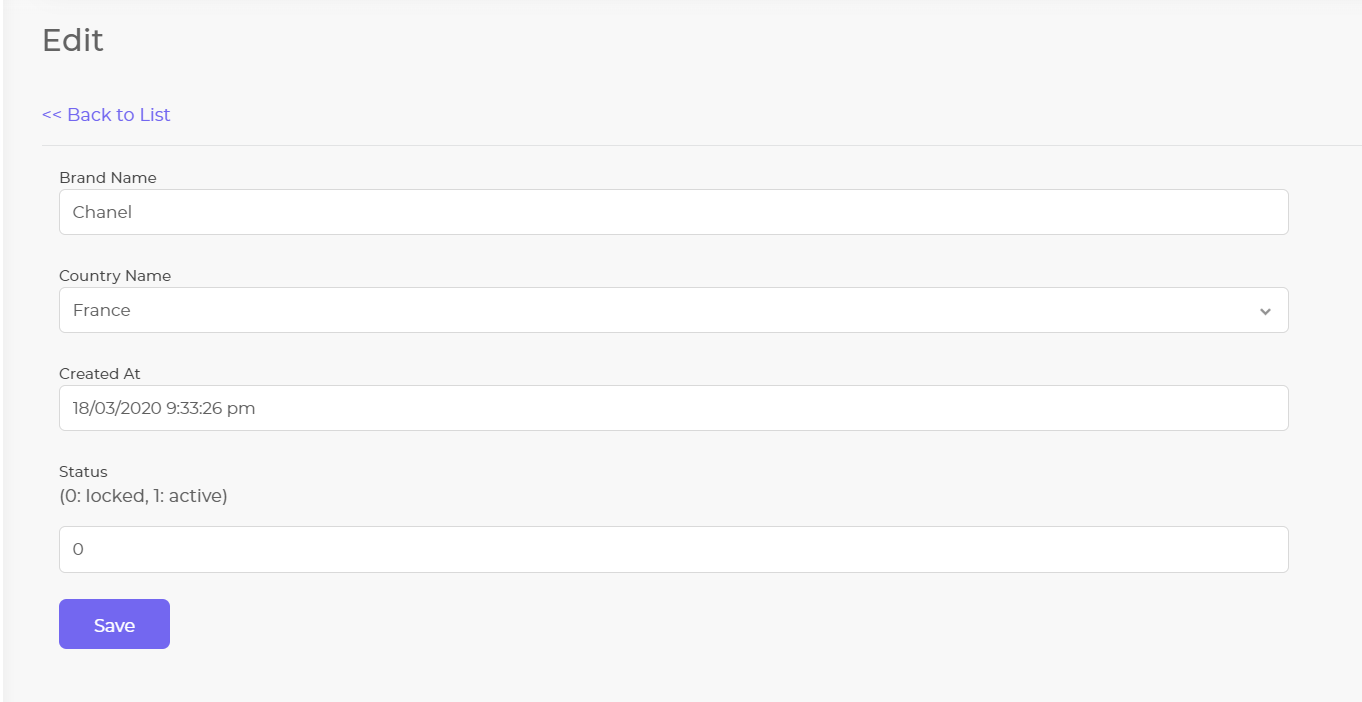 Edit
<< Back to List
Brand Name
Chanel
Country Name
France
Created At
18/03/2020 9:33:26 pm
Status
(0: locked, 1: active)
0
Save